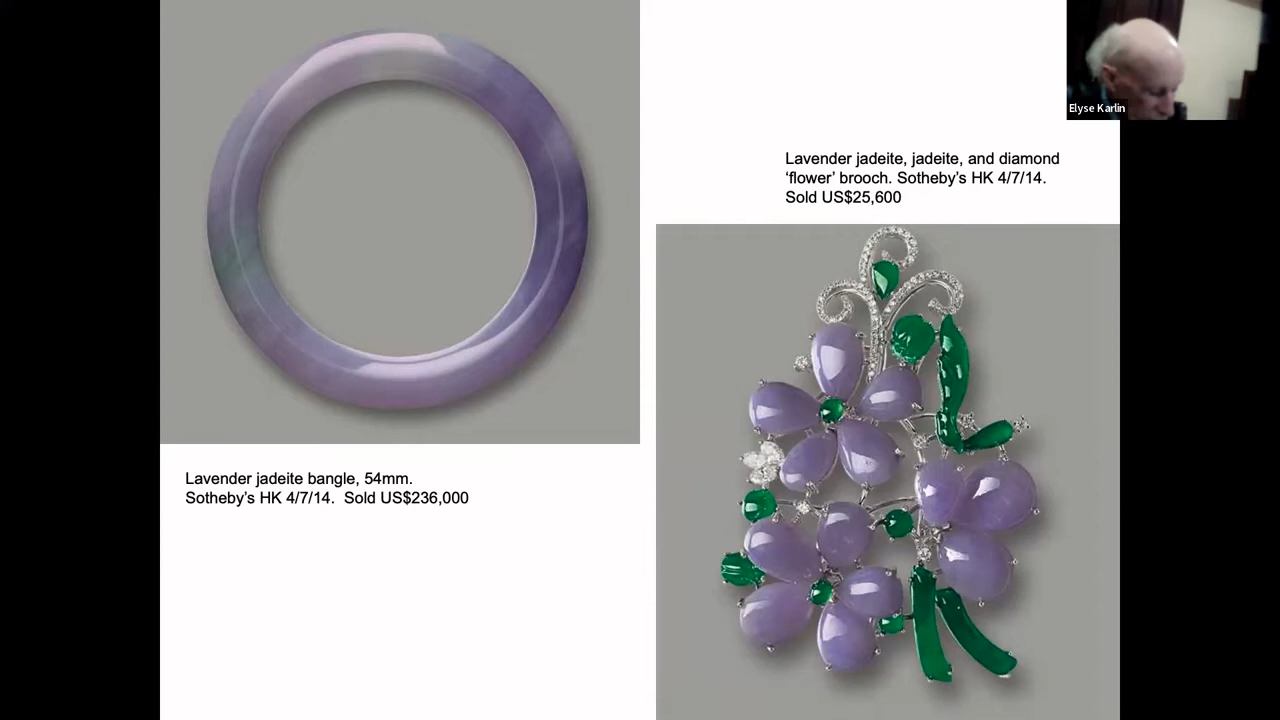 Elyse Karlin
Lavender jadeite, jadeite, and diamond
‘flower’ brooch. Sotheby’s HK 4/7/14.
Sold US$25,600
Lavender jadeite bangle, 54mm.
Sotheby’s HK 4/7/14.  Sold US$236,000